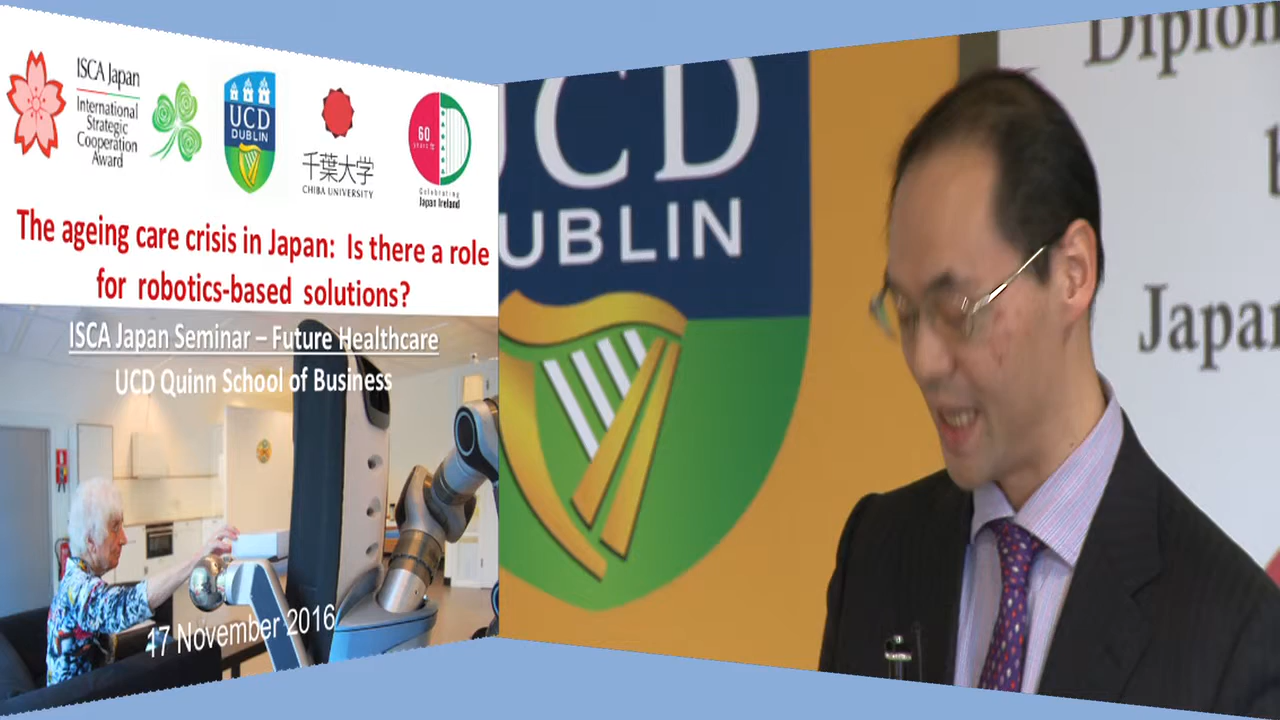 ISCA Japan
International
Strategic
Cooperation
Award
UCD
DUBLIN
千葉大学
CHIBA UNIVERSITY
60
years
Celebrating
Japan Ireland
The ageing care crisis in Japan: Is there a role
for robotics-based solutions?
ISCA Japan Seminar – Future Healthcare
UCD Quinn School of Business
17 November 2016
UCD
UBLIN
Diplom
b
Japan